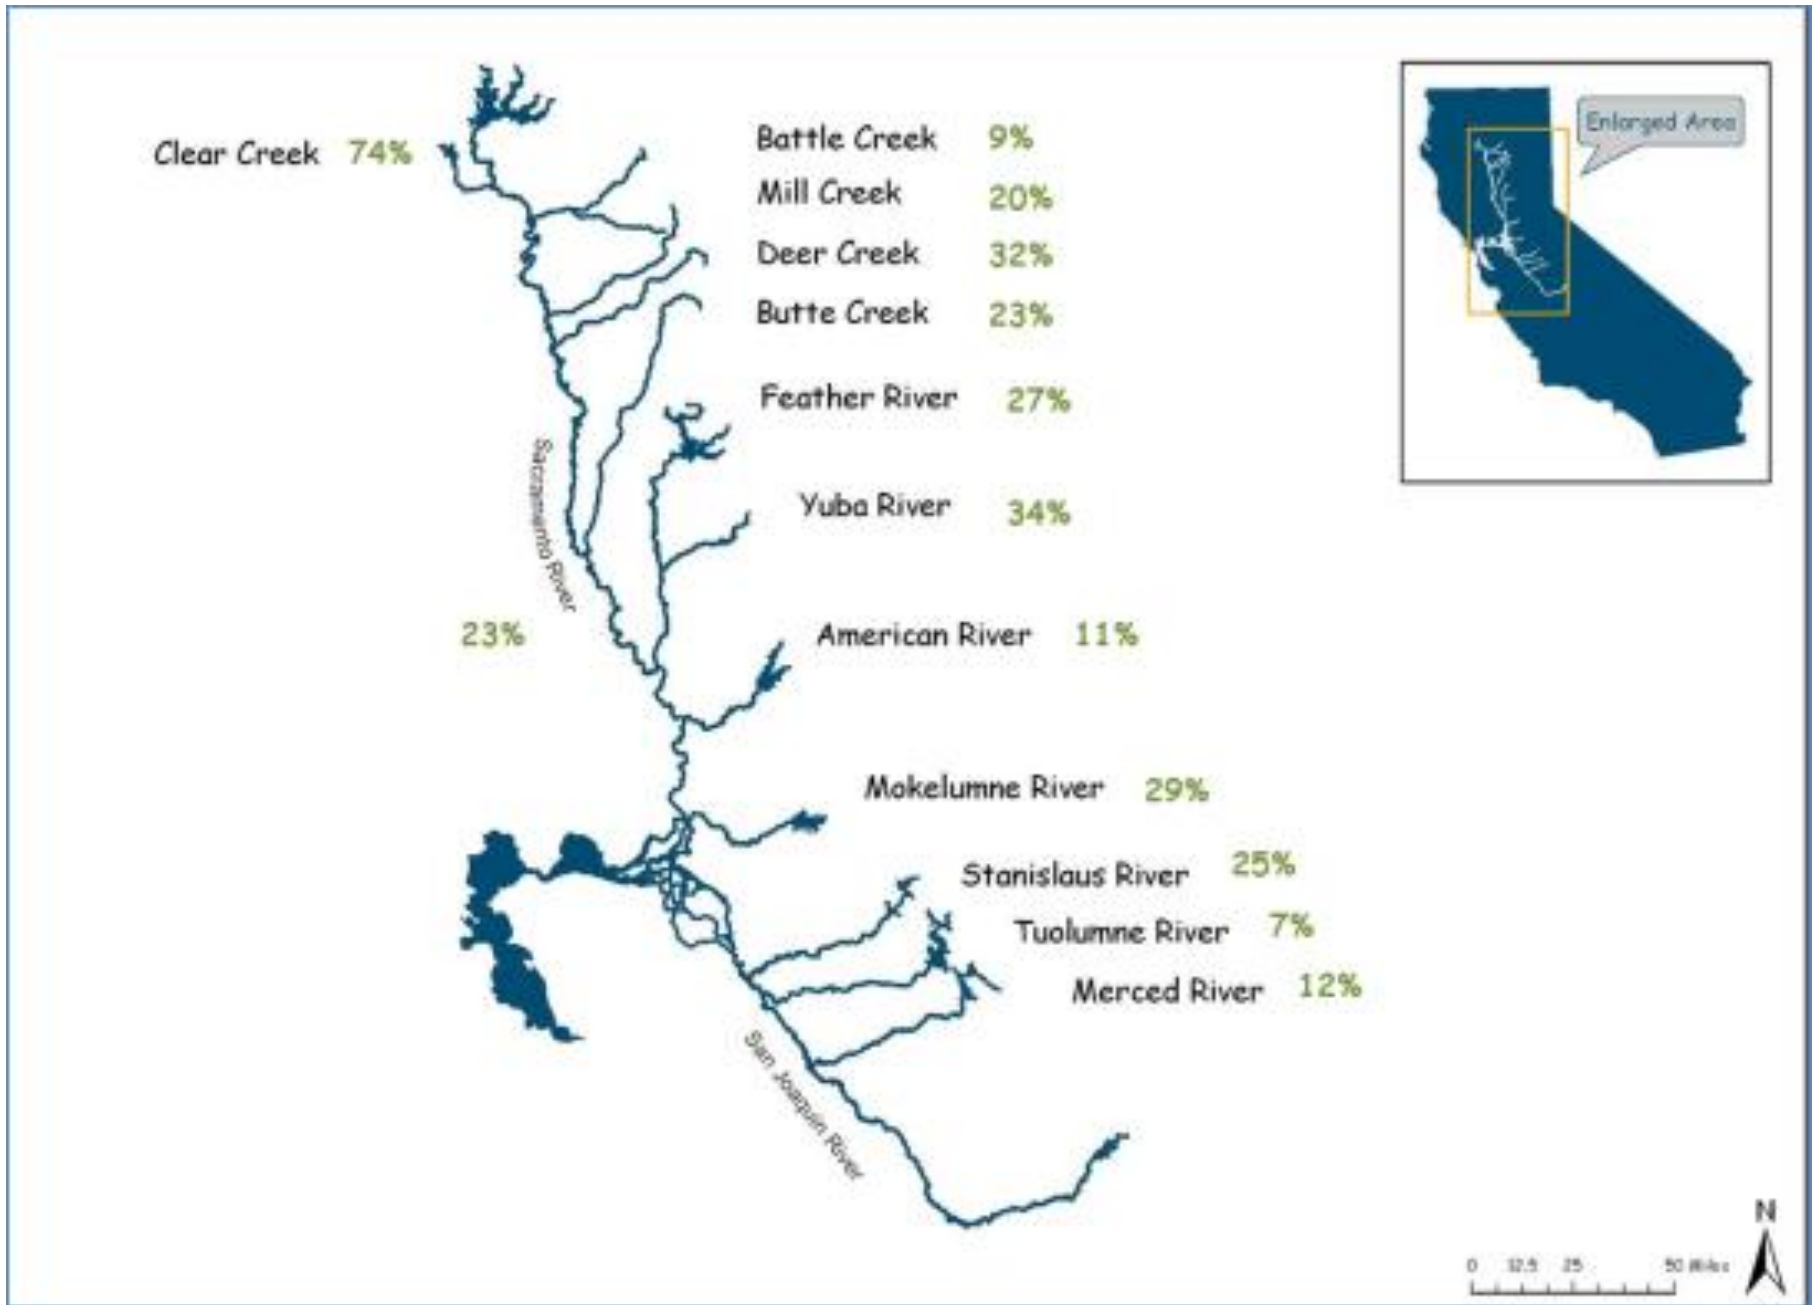 Enlarged Area
Clear Creek 74%
Battle Creek 9%
Mill Creek 20%
Deer Creek 32%
Butte Creek 23%
Feather River 27%
Sacramento River
Yuba River 34%
23%
American River 11%
Mokelumne River 29%
Stanislaus River 25%
Tuolumne River 7%
Merced River 12%
San Joaquin River
N
0 12.5 25 50 Miles